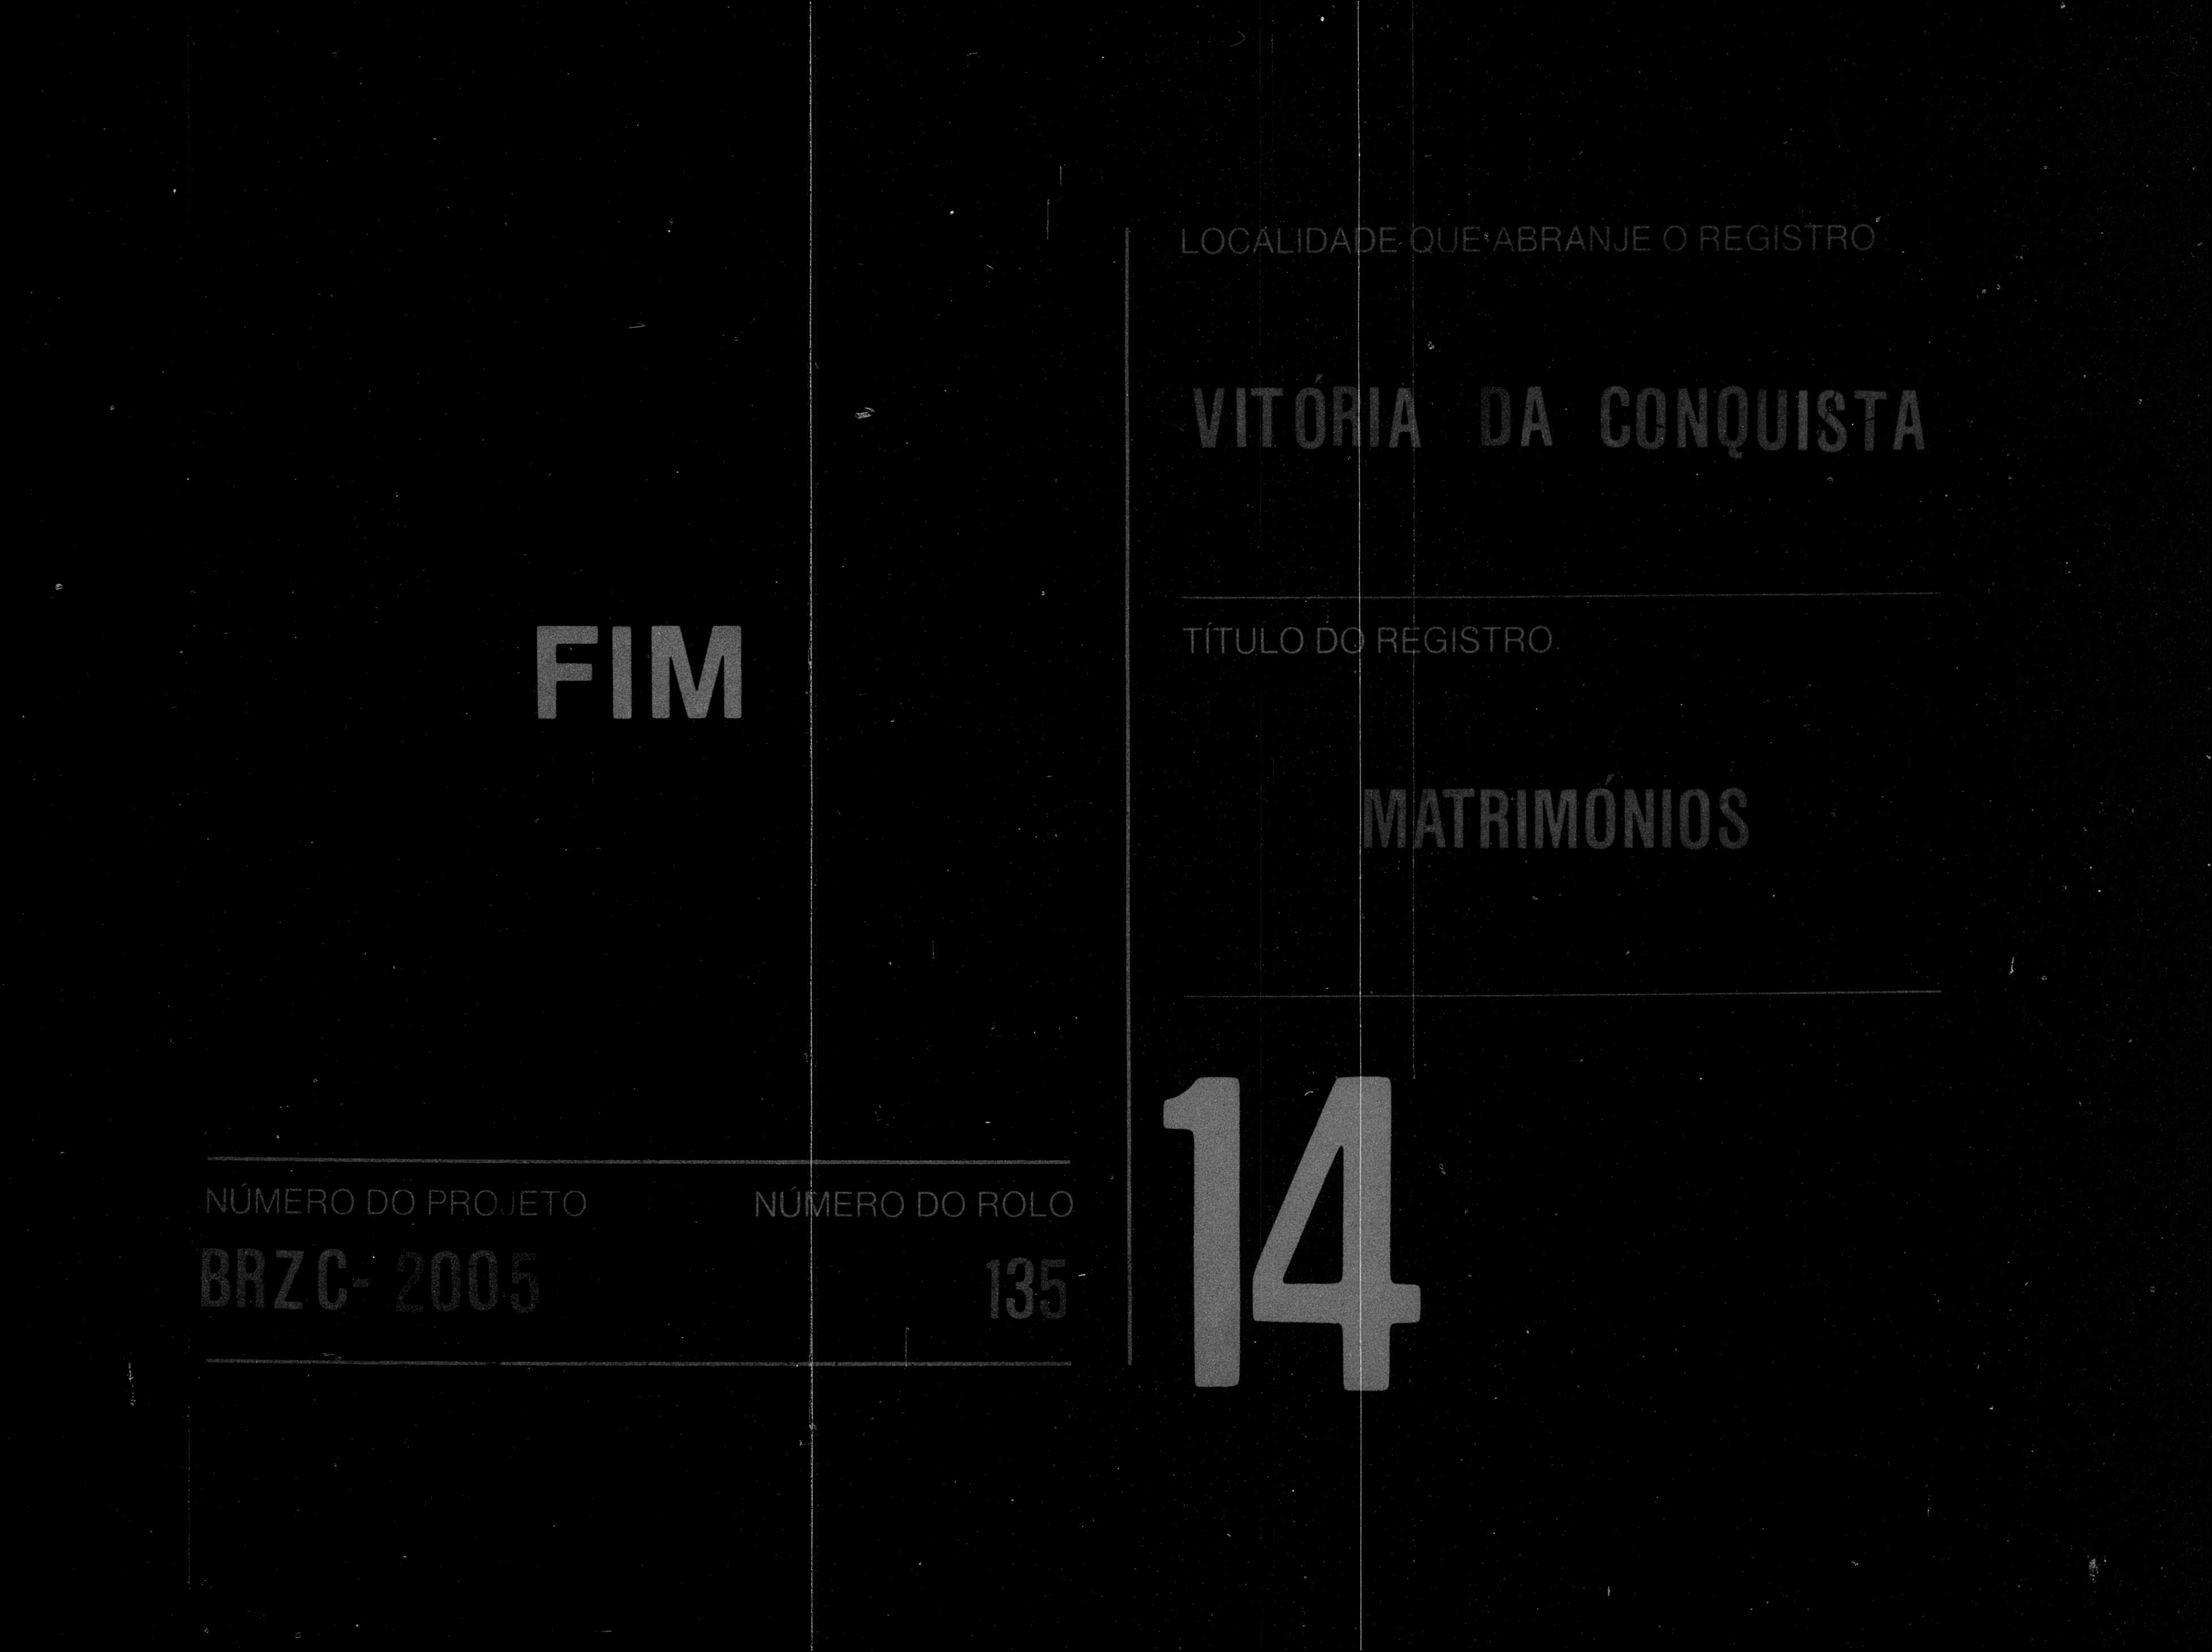 FIM
NÚMERO DO PROJETO
BRZC- 2005
NÚMERO DO ROLO
135
LOCALIDADE QUE ABRANJE O REGISTRO
VITÓRIA DA CONQUISTA
TÍTULO DO REGISTRO
MATRIMÓNIOS
14